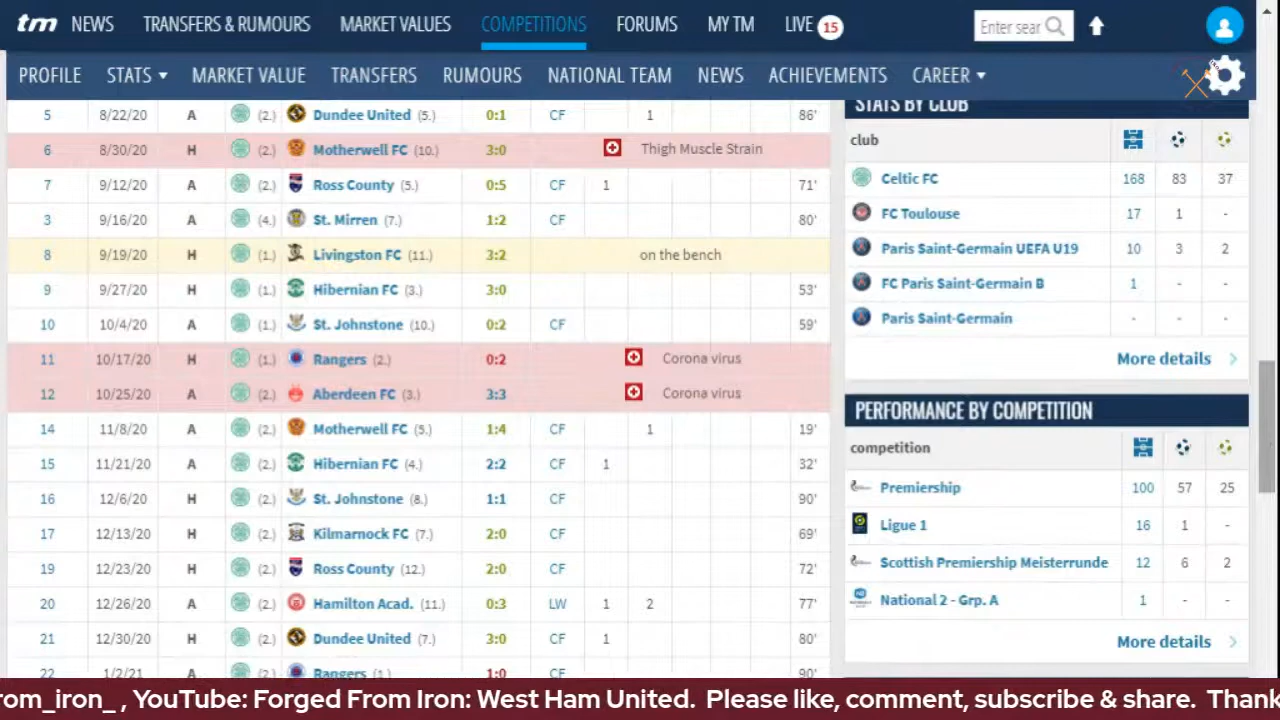 tm NEWS TRANSFERS & RUMOURS MARKET VALUES COMPETITIONS FORUMS MY TM LIVE 15 Enter sear
PROFILE STATS MARKET VALUE TRANSFERS RUMOURS NATIONAL TEAM NEWS ACHIEVEMENTS CAREER
5 8/22/20 A (2.) Dundee United (5.) 0:1 CF 1 86'
6 8/30/20 H (2.) Motherwell FC (10.) 3:0 Thigh Muscle Strain
7 9/12/20 A (2.) Ross County (5.) 0:5 CF 1 71'
3 9/16/20 A (4.) St. Mirren (7.) 1:2 CF 80'
8 9/19/20 H (1.) Livingston FC (11.) 3:2 on the bench
9 9/27/20 H (1.) Hibernian FC (3.) 3:0 53'
10 10/4/20 A (1.) St. Johnstone (10.) 0:2 CF 59'
11 10/17/20 H (1.) Rangers (2.) 0:2 Corona virus
12 10/25/20 A (2.) Aberdeen FC (3.) 3:3 Corona virus
14 11/8/20 A (2.) Motherwell FC (5.) 1:4 CF 1 19'
15 11/21/20 A (2.) Hibernian FC (4.) 2:2 CF 1 32'
16 12/6/20 H (2.) St. Johnstone (8.) 1:1 CF 90'
17 12/13/20 H (2.) Kilmarnock FC (7.) 2:0 CF 69'
19 12/23/20 H (2.) Ross County (12.) 2:0 CF 72'
20 12/26/20 A (2.) Hamilton Acad. (11.) 0:3 LW 1 2 77'
21 12/30/20 H (2.) Dundee United (7.) 3:0 CF 1 80'
22 1/2/21 A (2.) Rangers (1.) 1:0 CF 90'
STATS BY CLUB
club
Celtic FC 168 83 37
FC Toulouse 17 1 -
Paris Saint-Germain UEFA U19 10 3 2
FC Paris Saint-Germain B 1 - -
Paris Saint-Germain - - -
More details
PERFORMANCE BY COMPETITION
competition
Premiership 100 57 25
Ligue 1 16 1 -
Scottish Premiership Meisterrunde 12 6 2
National 2 - Grp. A 1 - -
More details
rom_iron_ , YouTube: Forged From Iron: West Ham United. Please like, comment, subscribe & share. Thank